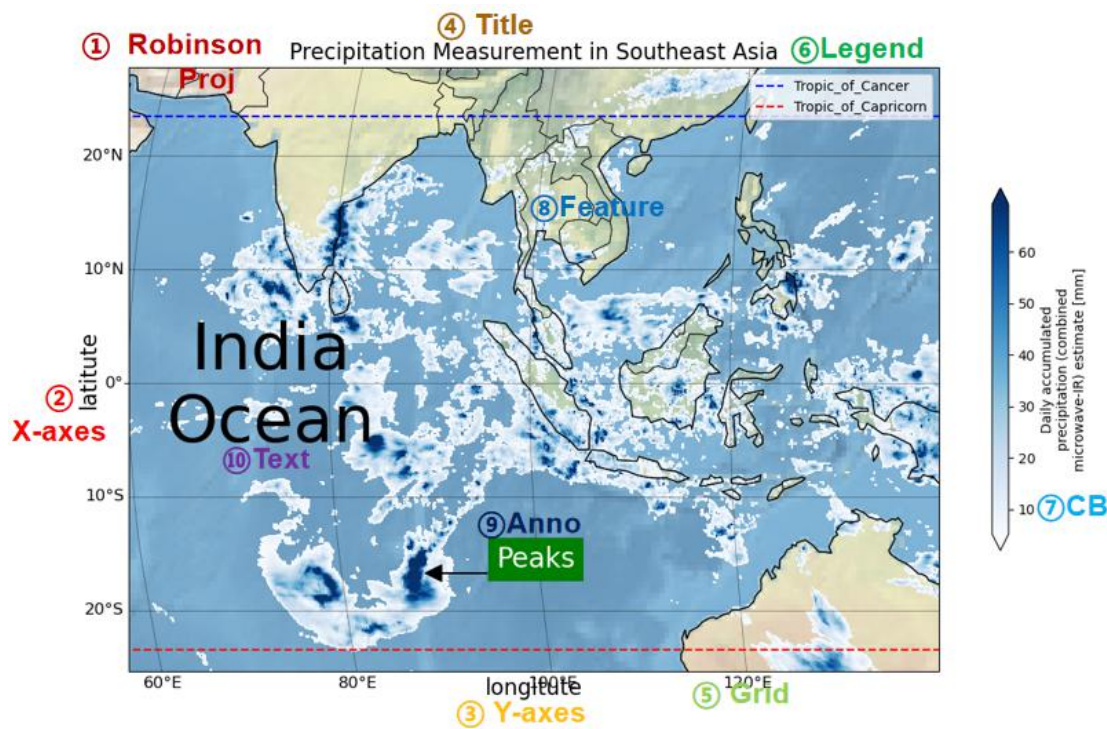 ④ Title
① Robinson
Proj
Precipitation Measurement in Southeast Asia
⑥Legend
Tropic_of_Cancer
Tropic_of_Capricorn
20°N
⑧Feature
10°N
India
Ocean
0°
latitute
② 
X-axes
⑩Text
10°S
⑨Anno
Peaks
20°S
60
50
40
30
20
10
Daily accumulated
precipitation (combined
microwave-IR) estimate [mm]
⑦CB
60°E
80°E
100°E
120°E
longitute
③ Y-axes
⑤ Grid